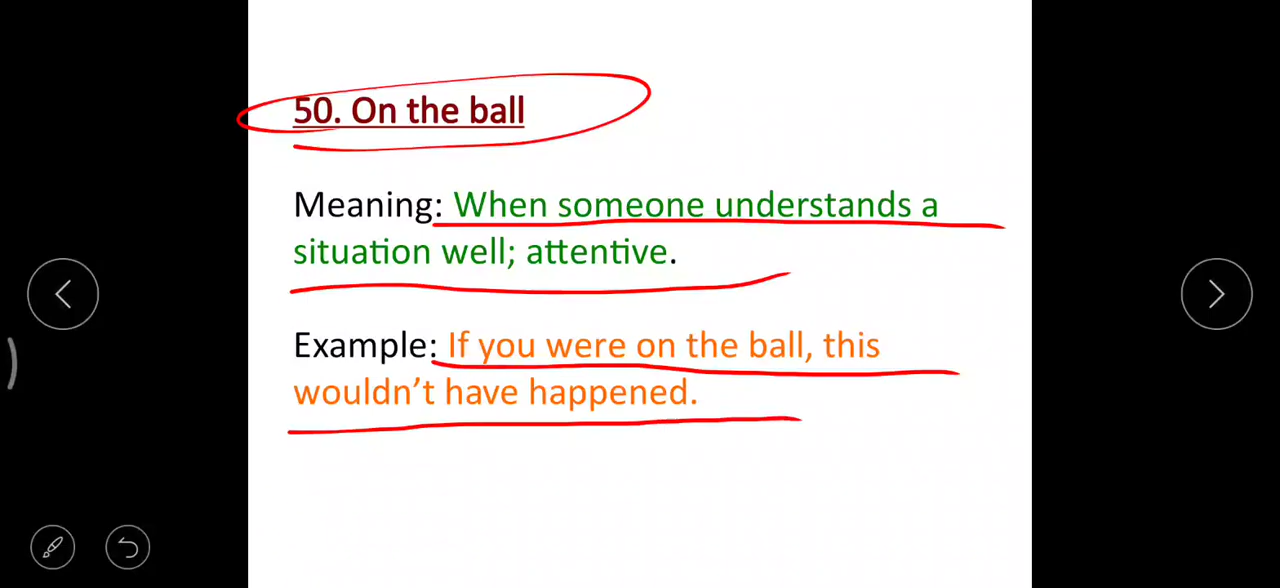 50. On the ball
Meaning: When someone understands a
situation well; attentive.
Example: If you were on the ball, this
wouldn’t have happened.